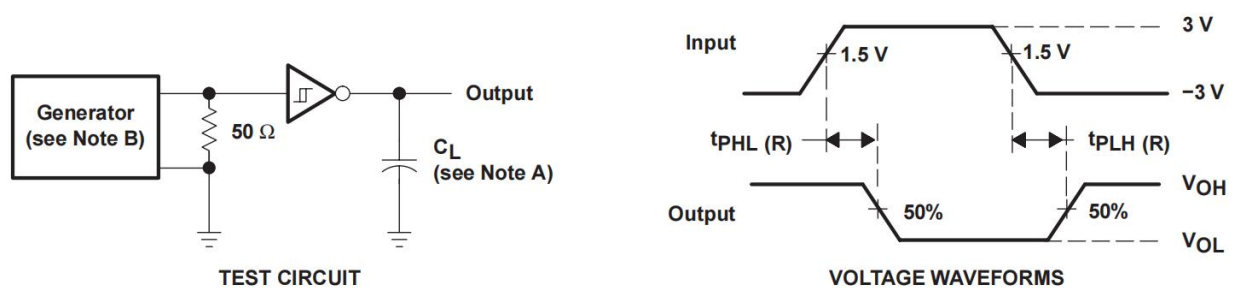 Generator
(see Note B)
50 Ω
Output
CL
(see Note A)
TEST CIRCUIT
Input
1.5 V
1.5 V
3 V
−3 V
tPHL (R)
tPLH (R)
Output
50%
50%
VOH
VOL
VOLTAGE WAVEFORMS